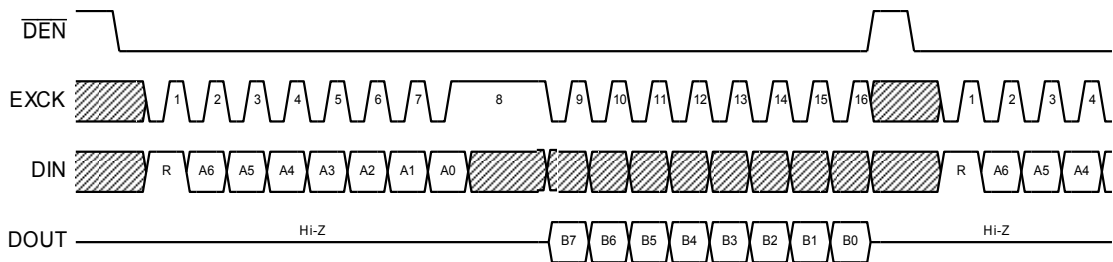 DEN
EXCK 1 2 3 4 5 6 7 8 9 10 11 12 13 14 15 16 1 2 3 4
DIN R A6 A5 A4 A3 A2 A1 A0 R A6 A5 A4
DOUT Hi-Z B7 B6 B5 B4 B3 B2 B1 B0 Hi-Z